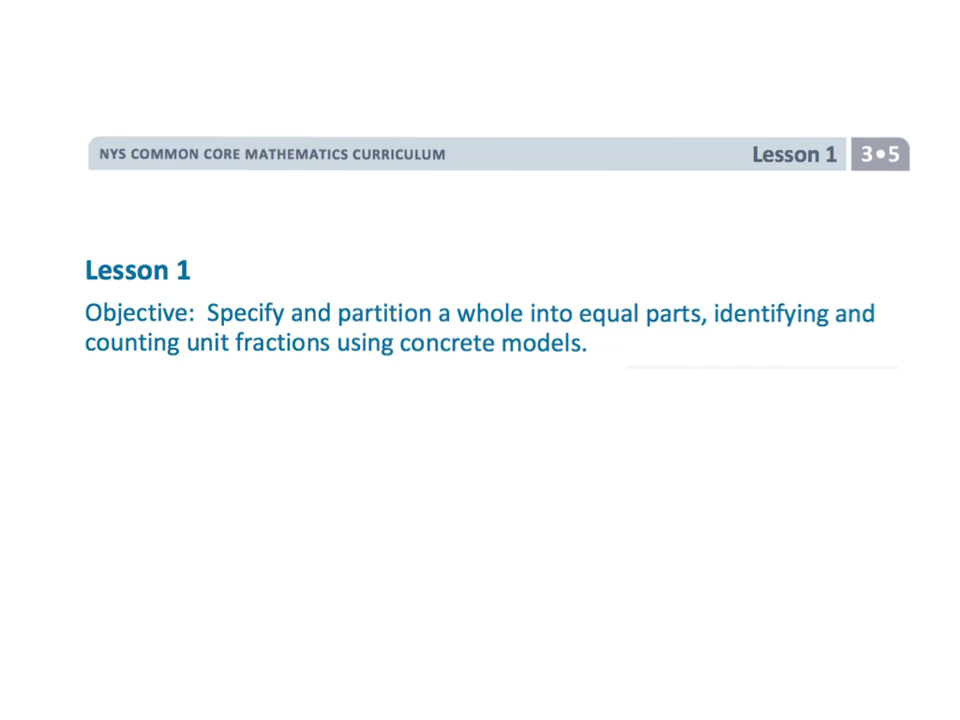 NYS COMMON CORE MATHEMATICS CURRICULUM
Lesson 1
3•5
Lesson 1
Objective: Specify and partition a whole into equal parts, identifying and
counting unit fractions using concrete models.